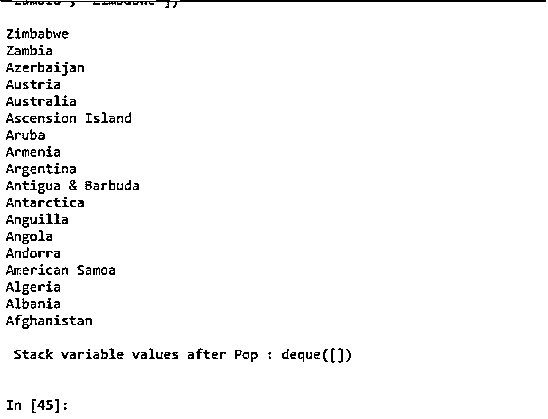 Zimbabwe
Zambia
Azerbaijan
Austria
Australia
Ascension Island
Aruba
Armenia
Argentina
Antigua & Barbuda
Antarctica
Anguilla
Angola
Andorra
American Samoa
Algeria
Albania
Afghanistan
Stack variable values after Pop : deque([])
In [45]: